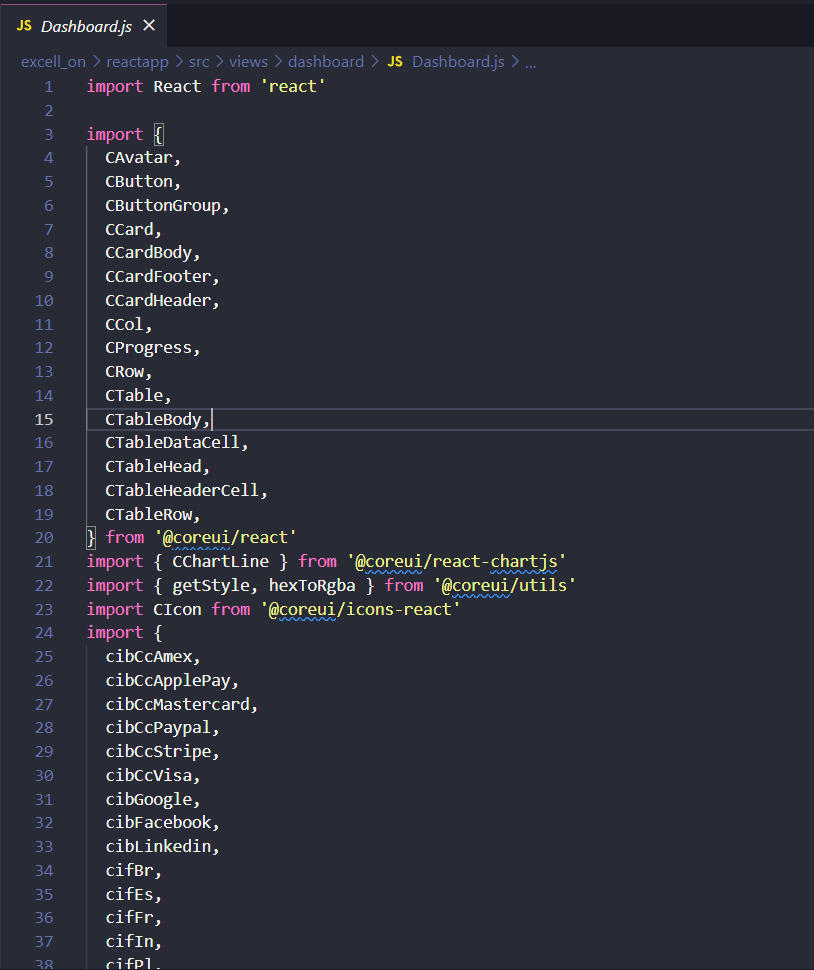 JS Dashboard.js ×
excell_on > reactapp > src > views > dashboard > JS Dashboard.js > ...
1 import React from 'react'
2
3 import {
4 CAvatar,
5 CButton,
6 CButtonGroup,
7 CCard,
8 CCardBody,
9 CCardFooter,
10 CCardHeader,
11 CCol,
12 CProgress,
13 CRow,
14 CTable,
15 CTableBody,
16 CTableDataCell,
17 CTableHead,
18 CTableHeaderCell,
19 CTableRow,
20 } from '@coreui/react'
21 import { CChartLine } from '@coreui/react-chartjs'
22 import { getStyle, hexToRgba } from '@coreui/utils'
23 import CIcon from '@coreui/icons-react'
24 import {
25 cibCcAmex,
26 cibCcApplePay,
27 cibCcMastercard,
28 cibCcPaypal,
29 cibCcStripe,
30 cibCcVisa,
31 cibGoogle,
32 cibFacebook,
33 cibLinkedin,
34 cifBr,
35 cifEs,
36 cifFr,
37 cifIn,
38 cifPl,